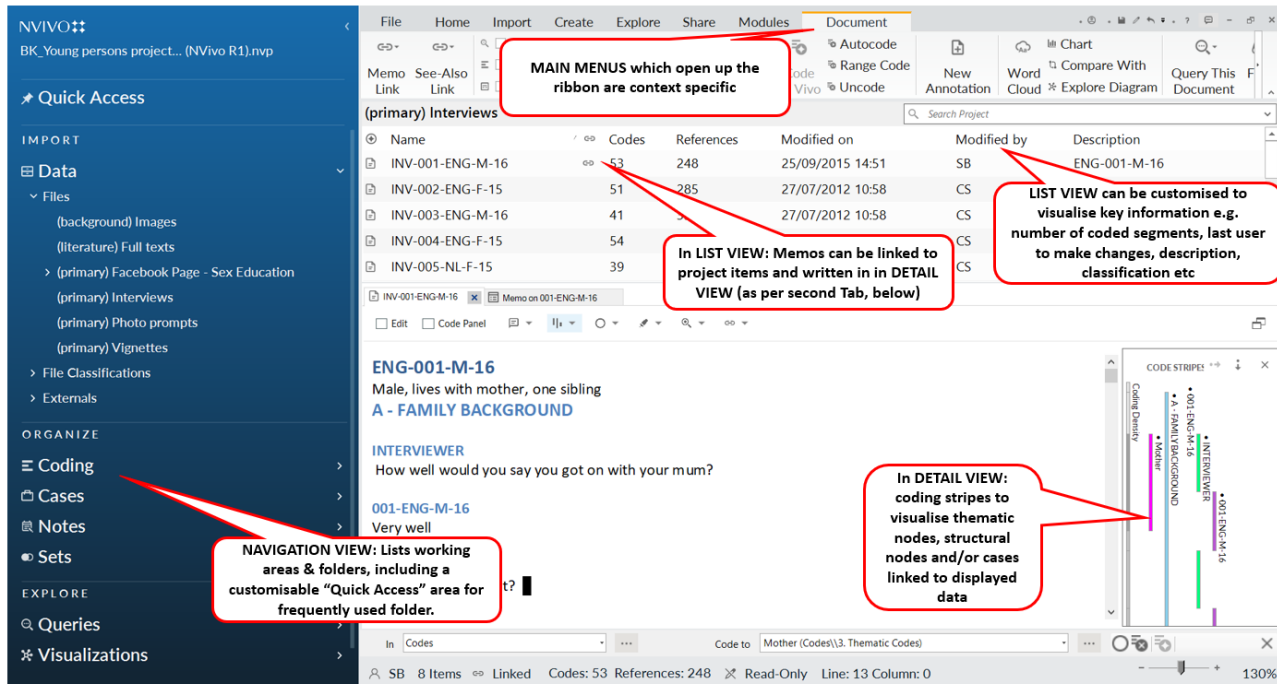 NVIVO
BK_Young persons project... (NVivo R1).nvp
Quick Access
IMPORT
Data
Files
(background) Images
(literature) Full texts
(primary) Facebook Page - Sex Education
(primary) Interviews
(primary) Photo prompts
(primary) Vignettes
File Classifications
Externals
ORGANIZE
Coding
Cases
Notes
Sets
EXPLORE
Queries
Visualizations
NAVIGATION VIEW: Lists working
areas & folders, including a
customisable “Quick Access” area for
frequently used folder.
File Home Import Create Explore Share Modules Document
Memo Link
See-Also Link
MAIN MENUS which open up the
ribbon are context specific
Vivo
Autocode
Range Code
Uncode
New Annotation
Word Cloud
Chart
Compare With
Explore Diagram
Query This Document
(primary) Interviews
Search Project
Name Codes References Modified on Modified by Description
INV-001-ENG-M-16 53 248 25/09/2015 14:51 SB ENG-001-M-16
INV-002-ENG-F-15 51 285 27/07/2012 10:58 CS
INV-003-ENG-M-16 41 27/07/2012 10:58 CS
INV-004-ENG-F-15 54 CS
INV-005-NL-F-15 39 CS
In LIST VIEW: Memos can be linked to
project items and written in in DETAIL
VIEW (as per second Tab, below)
LIST VIEW can be customised to
visualise key information e.g.
number of coded segments, last user
to make changes, description,
classification etc
INV-001-ENG-M-16 Memo on 001-ENG-M-16
Edit Code Panel
ENG-001-M-16
Male, lives with mother, one sibling
A - FAMILY BACKGROUND
INTERVIEWER
How well would you say you got on with your mum?
001-ENG-M-16
Very well
t?
In DETAIL VIEW:
coding stripes to
visualise thematic
nodes, structural
nodes and/or cases
linked to displayed
data
CODE STRIPES
Coding Density
Mother
A - FAMILY BACKGROUND
001-ENG-M-16
INTERVIEWER
001-ENG-M-16
In Codes Code to Mother (Codes\\3. Thematic Codes)
SB 8 Items Linked Codes: 53 References: 248 Read-Only Line: 13 Column: 0 130%